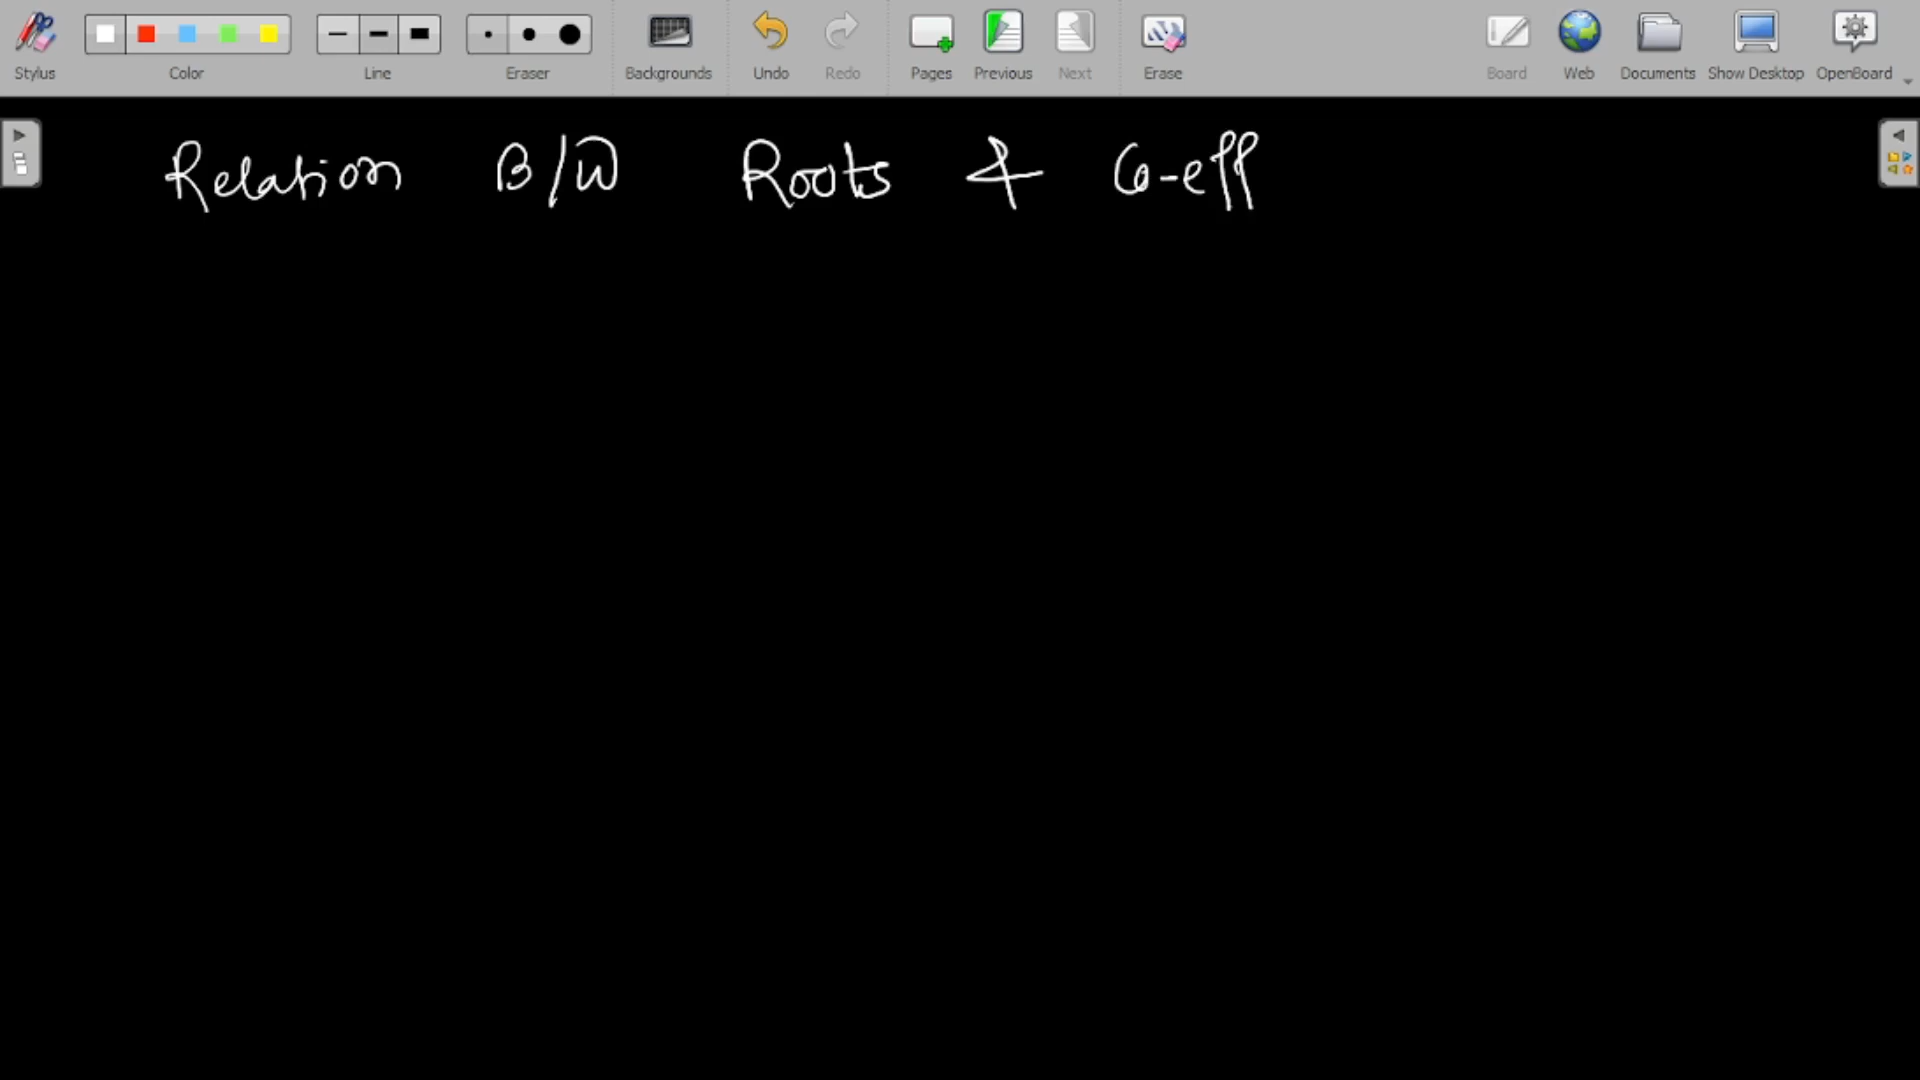 Stylus Color Line Eraser Backgrounds Undo Redo Pages Previous Next Erase Board Web Documents Show Desktop OpenBoard
Relation B/W Roots & Co-eff